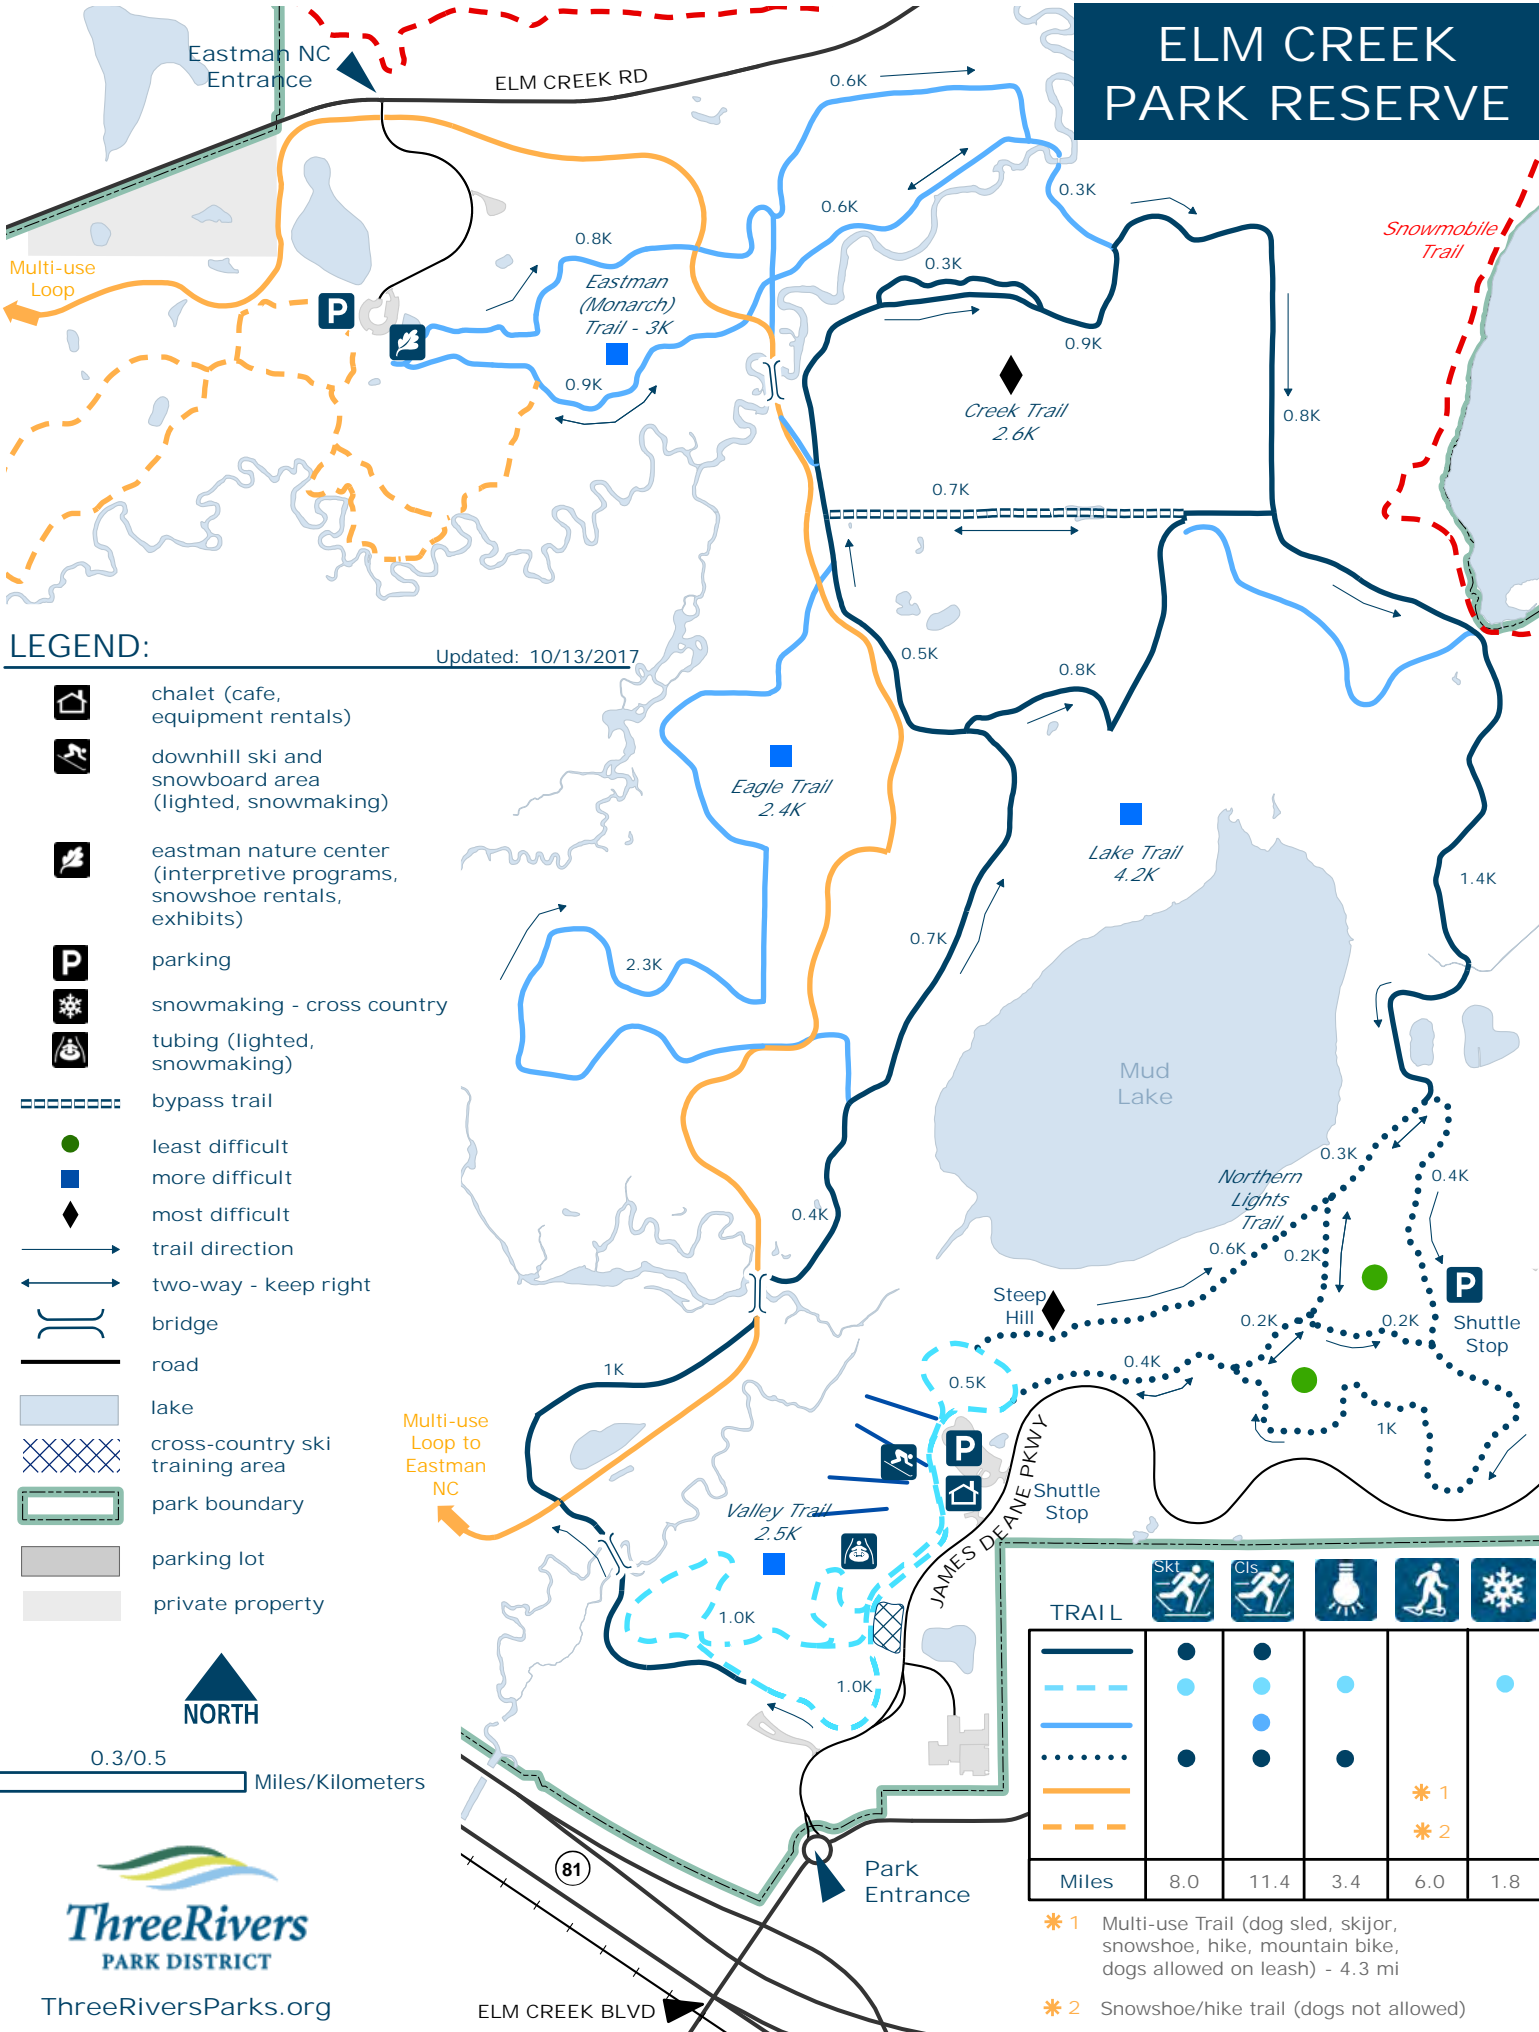 ELM CREEK
PARK RESERVE
Eastman NC
Entrance
ELM CREEK RD
0.6K
0.3K
0.6K
Snowmobile
Trail
0.8K
Multi-use
Loop
P
Eastman
(Monarch)
Trail - 3K
0.3K
0.9K
0.9K
Creek Trail
2.6K
0.8K
0.7K
0.5K
0.8K
Eagle Trail
2.4K
Lake Trail
4.2K
1.4K
0.7K
2.3K
Mud
Lake
0.3K
0.4K
Northern
Lights
Trail
0.4K
0.6K
0.2K
P
Shuttle
Stop
Steep
Hill
0.2K
0.2K
0.4K
1K
0.5K
1K
Multi-use
Loop to
Eastman
NC
P
Shuttle
Stop
JAMES DEANE PKWY
Valley Trail
2.5K
1.0K
1.0K
LEGEND:
Updated: 10/13/2017
chalet (cafe,
equipment rentals)
downhill ski and
snowboard area
(lighted, snowmaking)
eastman nature center
(interpretive programs,
snowshoe rentals,
exhibits)
P
parking
snowmaking - cross country
tubing (lighted,
snowmaking)
bypass trail
least difficult
more difficult
most difficult
trail direction
two-way - keep right
bridge
road
lake
cross-country ski
training area
park boundary
parking lot
private property
NORTH
0.3/0.5
Miles/Kilometers
ThreeRivers
PARK DISTRICT
ThreeRiversParks.org
81
Park
Entrance
ELM CREEK BLVD
TRAIL
Skt
Cls
1
2
Miles 8.0 11.4 3.4 6.0 1.8
1 Multi-use Trail (dog sled, skijor,
snowshoe, hike, mountain bike,
dogs allowed on leash) - 4.3 mi
2 Snowshoe/hike trail (dogs not allowed)